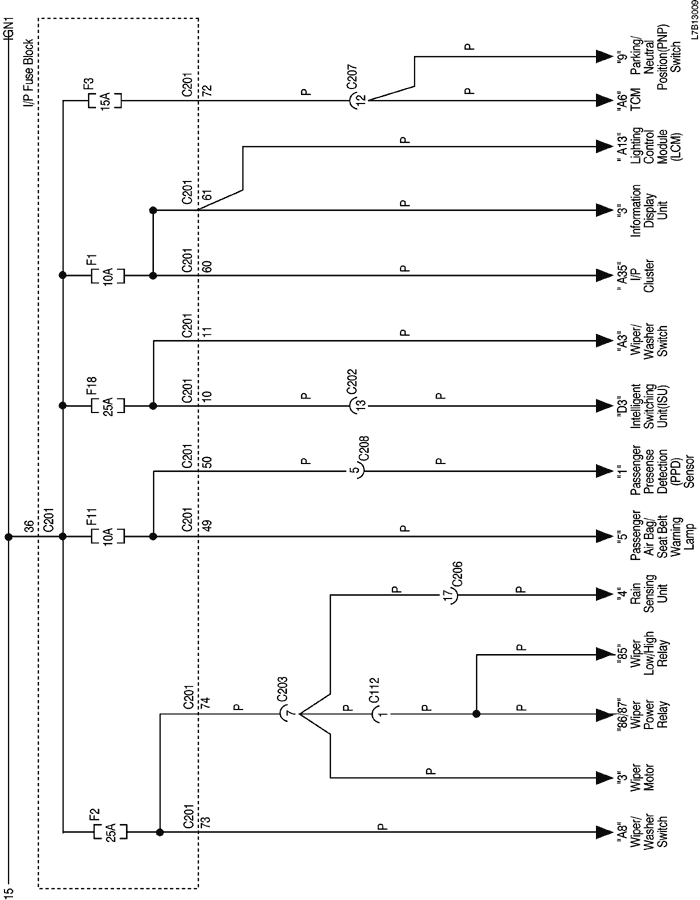 15
IGN1
I/P Fuse Block
36
C201
F2
25A
F11
10A
F18
25A
F1
10A
F3
15A
C201
73
C201
74
C201
49
C201
50
C201
10
C201
11
C201
60
C201
61
C201
72
P
P
C203
7
P
P
C112
1
P
P
P
C206
17
P
P
P
C208
5
P
P
C202
13
P
P
P
P
P
P
C207
12
P
P
"A8"
Wiper/
Washer
Switch
"3"
Wiper
Motor
"86/87"
Wiper
Power
Relay
"85"
Wiper
Low/High
Relay
"4"
Rain
Sensing
Unit
"5"
Passenger
Air Bag/
Seat Belt
Warning
Lamp
"1"
Passenger
Presense
Detection
(PPD)
Sensor
"D3"
Intelligent
Switching
Unit(ISU)
"A3"
Wiper/
Washer
Switch
"A35"
I/P
Cluster
"3"
Information
Display
Unit
"A13"
Lighting
Control
Module
(LCM)
"A6"
TCM
"9"
Parking/
Neutral
Position(PNP)
Switch
L7B13009